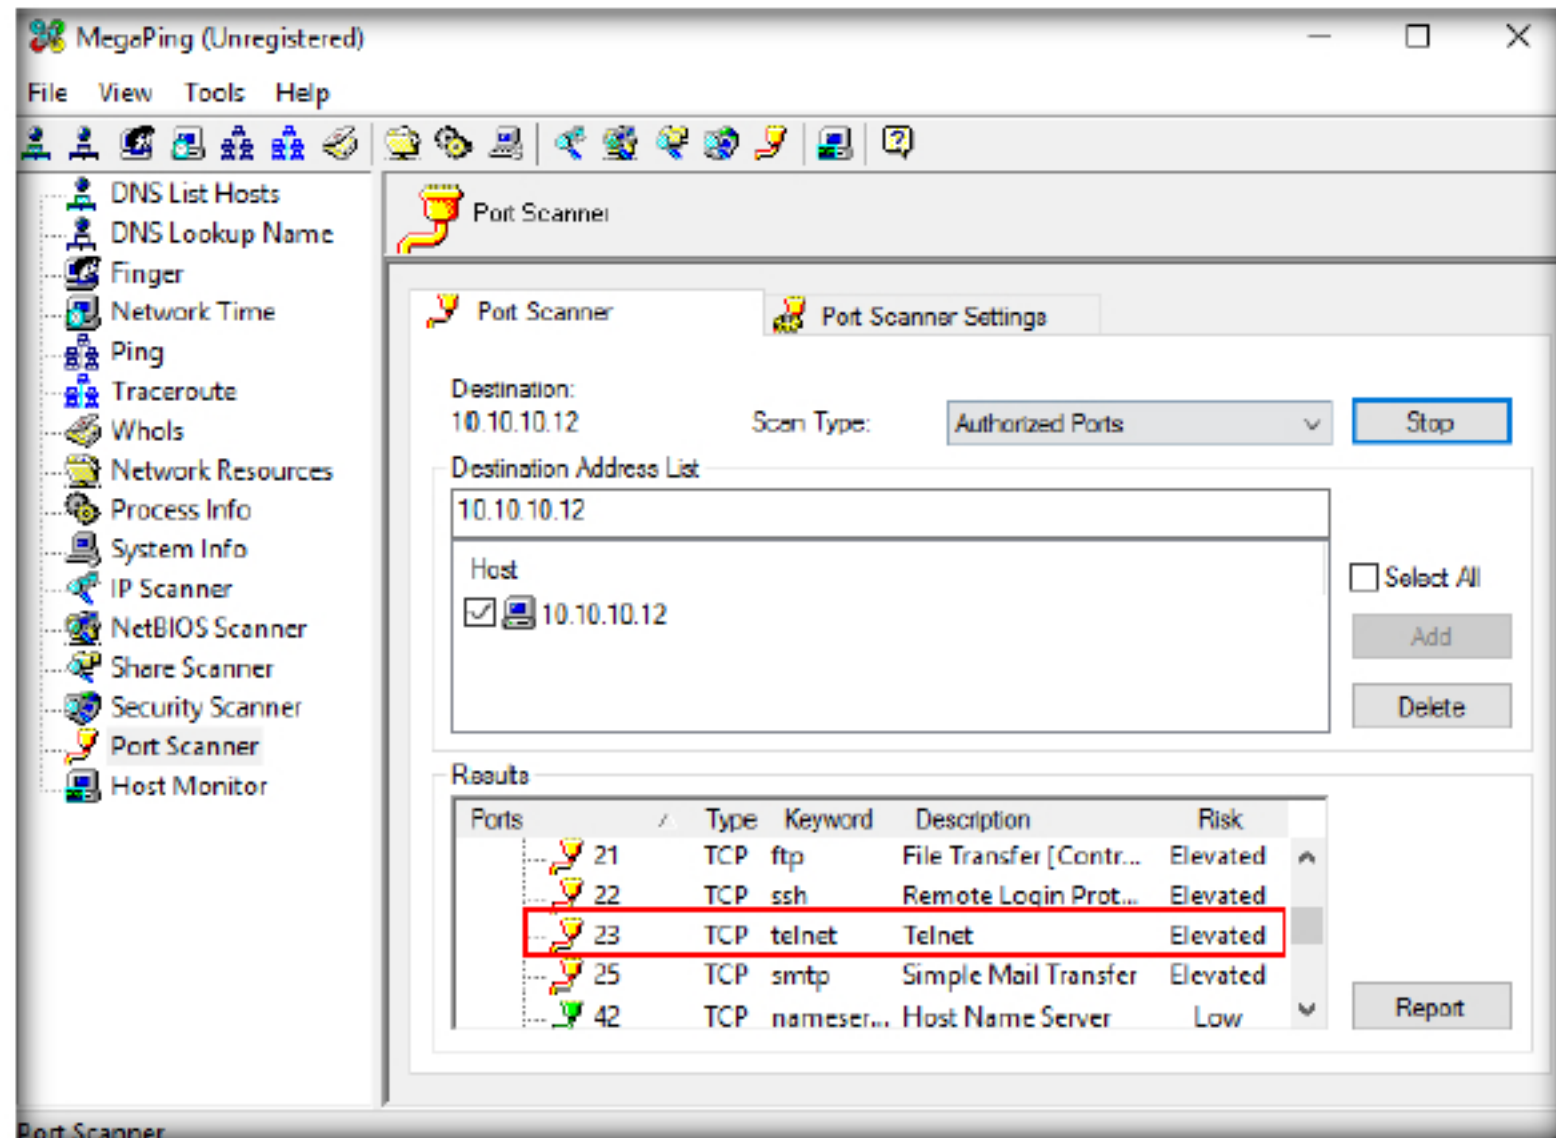 MegaPing (Unregistered)
File View Tools Help
DNS List Hosts
DNS Lookup Name
Finger
Network Time
Ping
Traceroute
WhoIs
Network Resources
Process Info
System Info
IP Scanner
NetBIOS Scanner
Share Scanner
Security Scanner
Port Scanner
Host Monitor
Port Scanner
Port Scanner
Port Scanner Settings
Destination:
10.10.10.12
Scan Type:
Authorized Ports
Stop
Destination Address List
10.10.10.12
Host
10.10.10.12
Select All
Add
Delete
Results
Ports Type Keyword Description Risk
21 TCP ftp File Transfer [Contr... Elevated
22 TCP ssh Remote Login Prot... Elevated
23 TCP telnet Telnet Elevated
25 TCP smtp Simple Mail Transfer Elevated
42 TCP nameser... Host Name Server Low
Report
Port Scanner